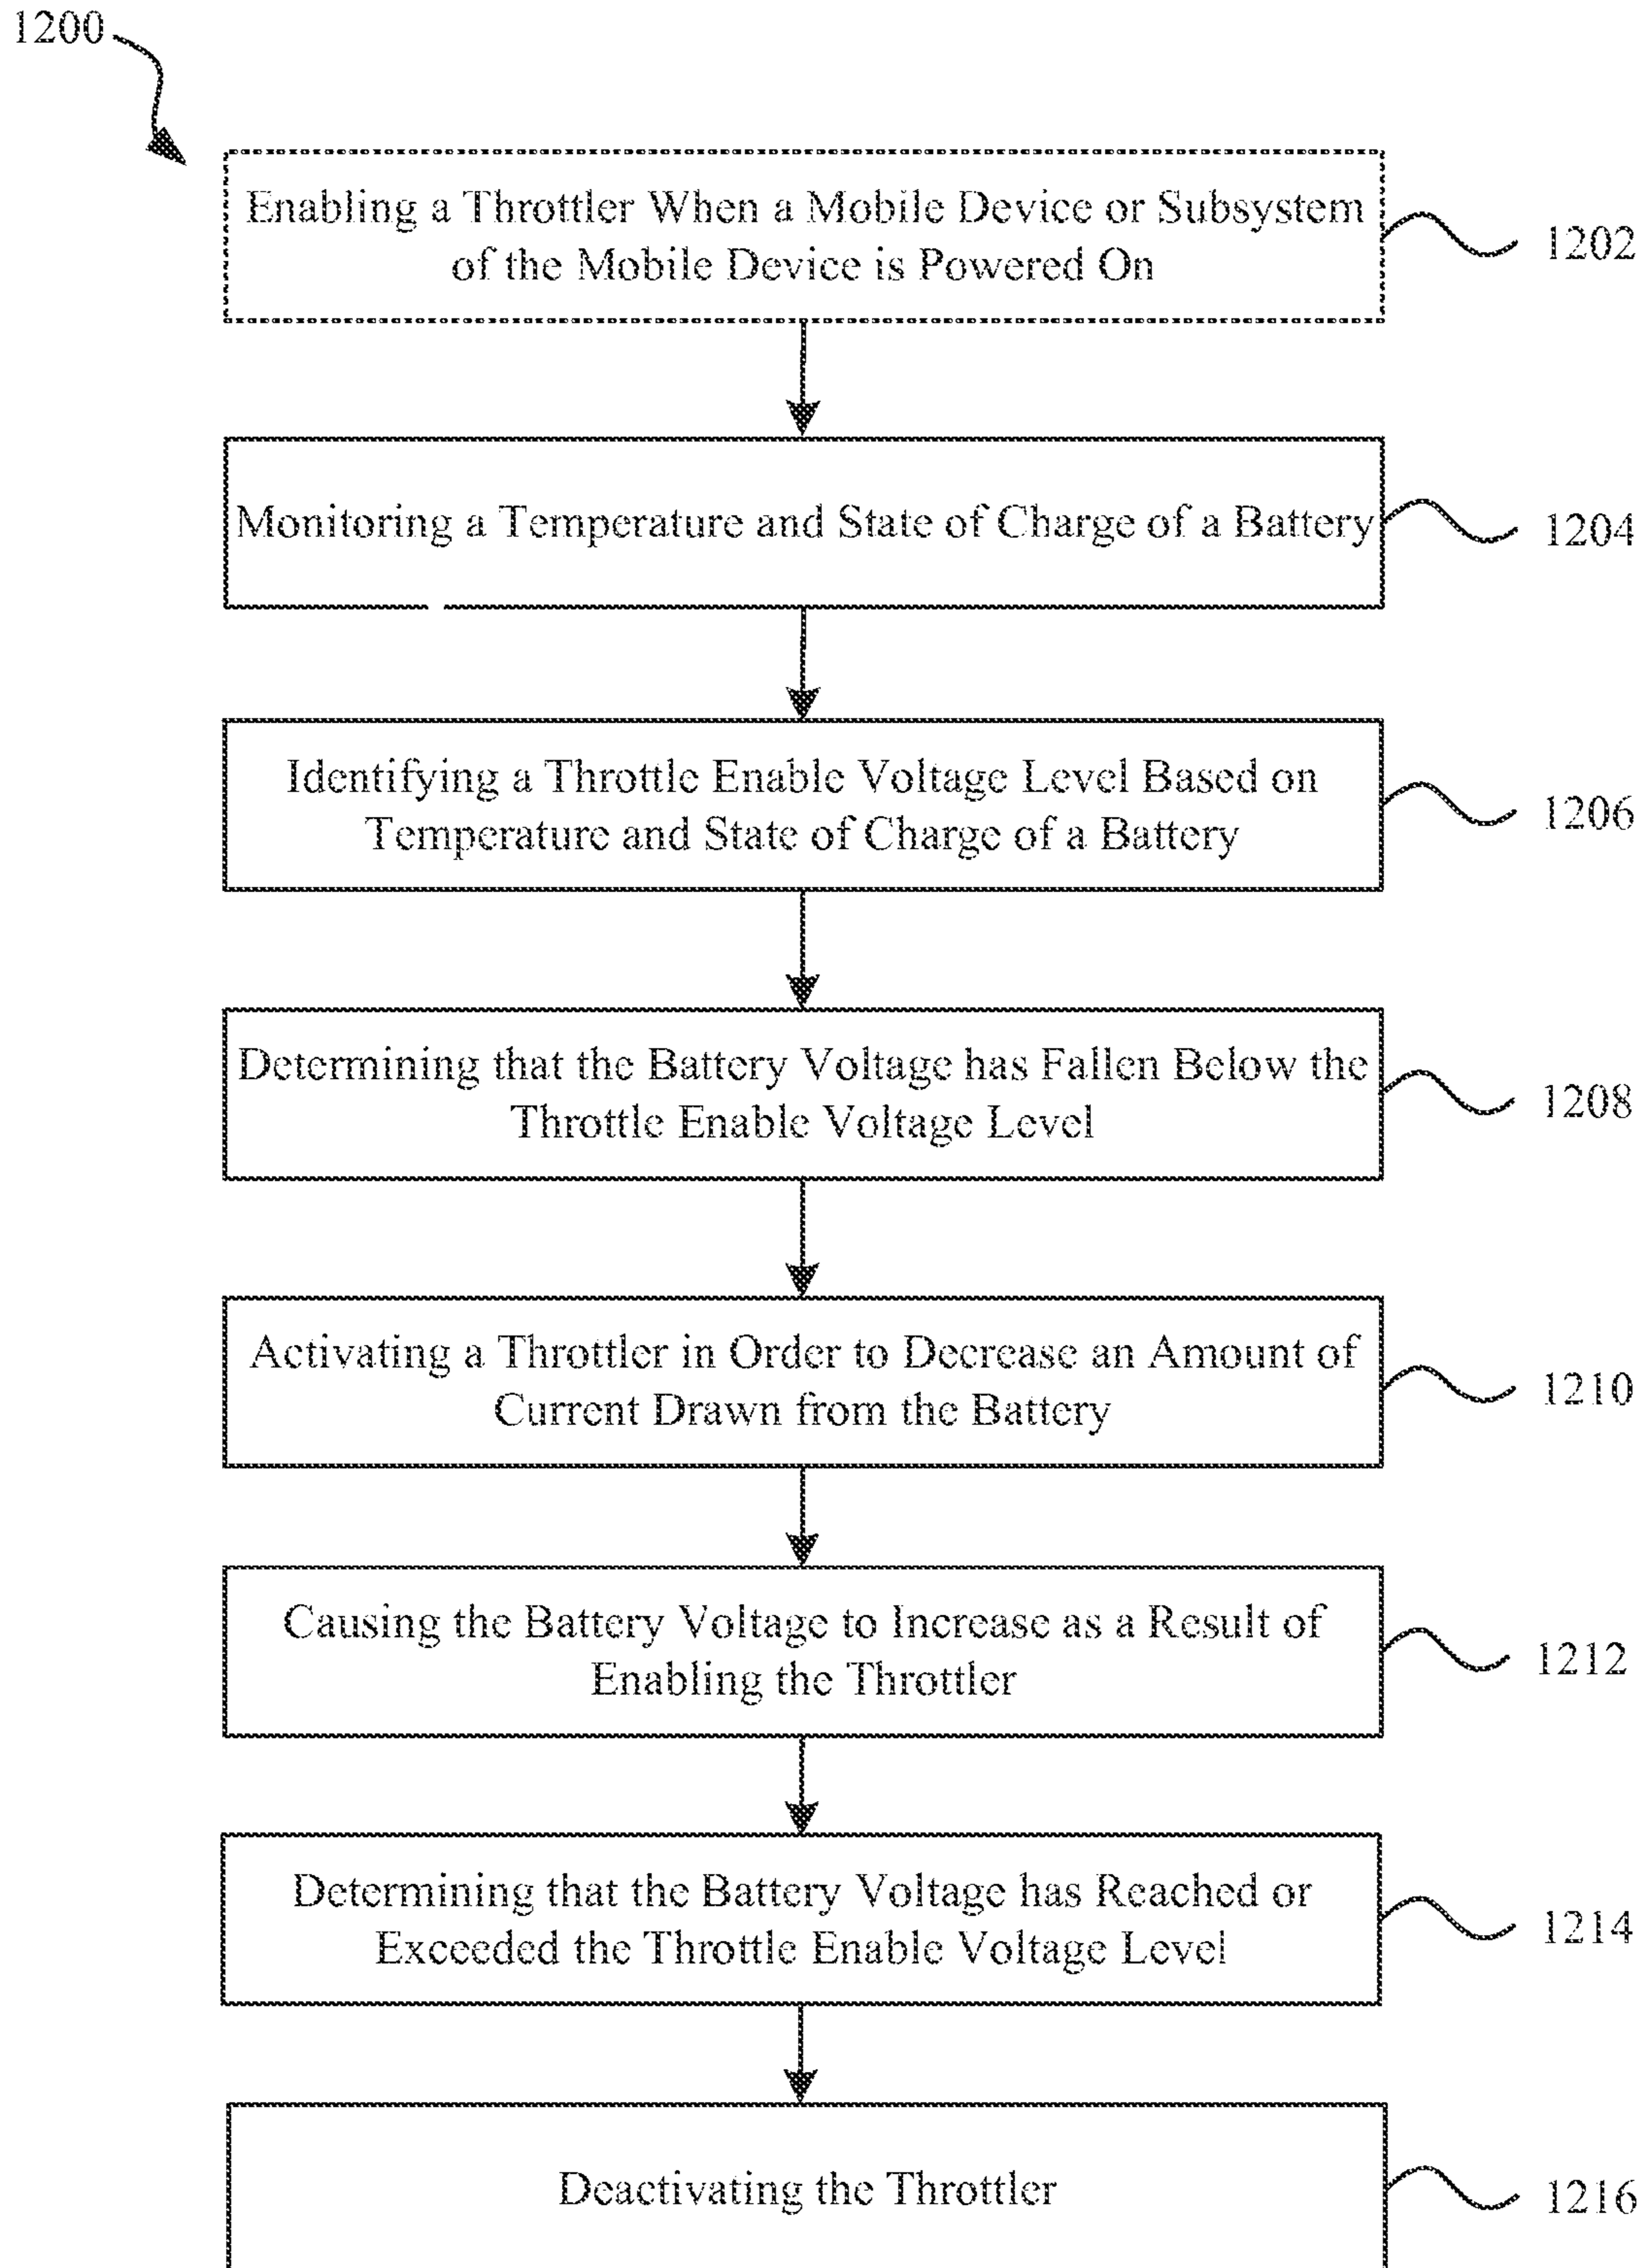 1200
Enabling a Throttler When a Mobile Device or Subsystem
of the Mobile Device is Powered On
1202
Monitoring a Temperature and State of Charge of a Battery
1204
Identifying a Throttle Enable Voltage Level Based on
Temperature and State of Charge of a Battery
1206
Determining that the Battery Voltage has Fallen Below the
Throttle Enable Voltage Level
1208
Activating a Throttler in Order to Decrease an Amount of
Current Drawn from the Battery
1210
Causing the Battery Voltage to Increase as a Result of
Enabling the Throttler
1212
Determining that the Battery Voltage has Reached or
Exceeded the Throttle Enable Voltage Level
1214
Deactivating the Throttler
1216